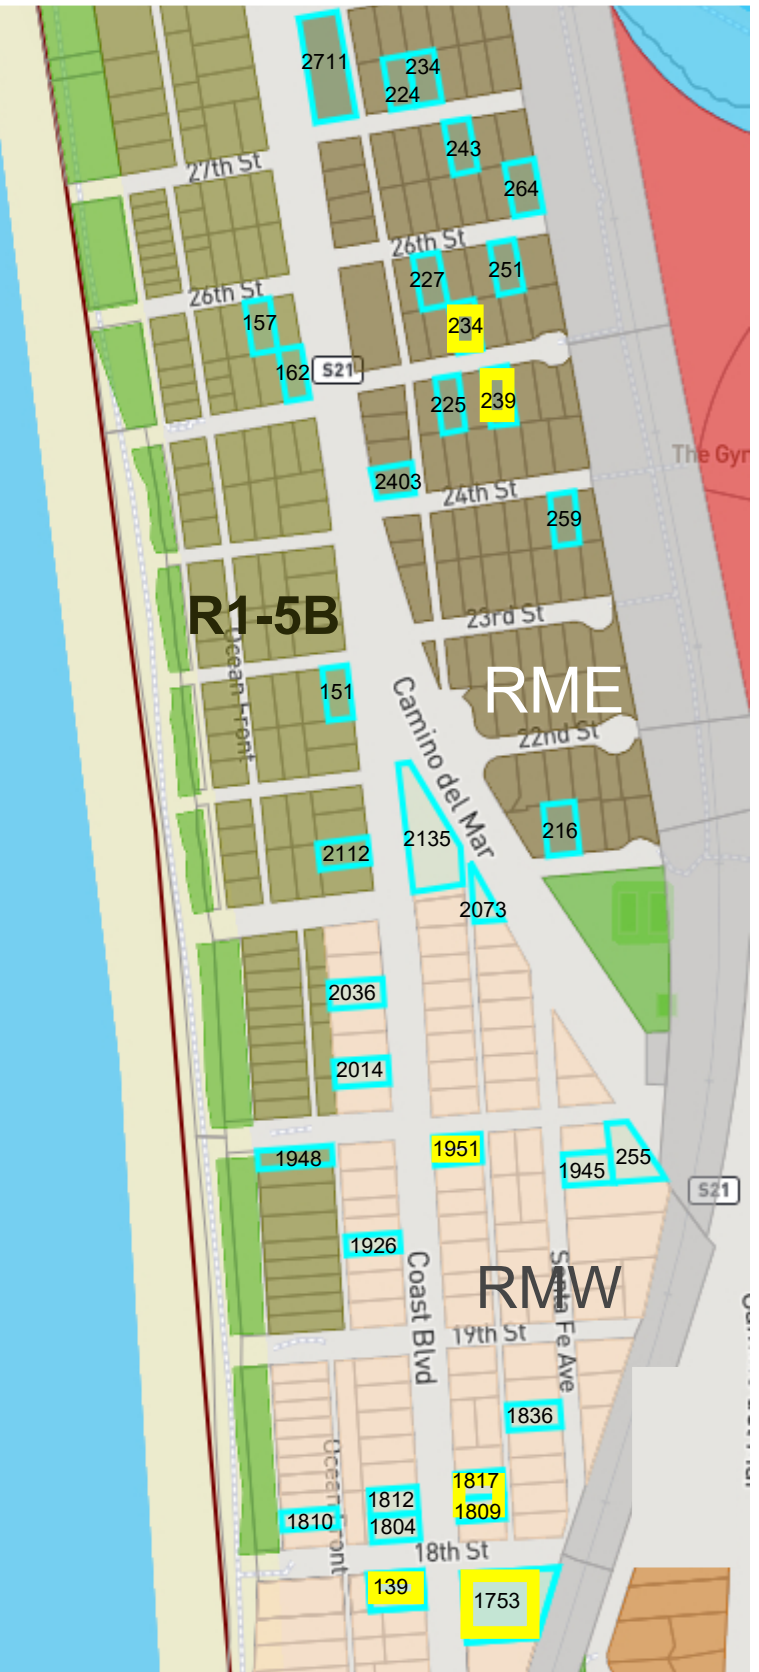 2711
234
224
243
27th St
264
26th St
251
227
26th St
157
234
162
S21
239
225
The Gyr
2403
24th St
259
R1-5B
23rd St
Ocean Front
RME
151
Camino del Mar
22nd St
216
2135
2112
2073
2036
2014
1951
1948
255
1945
S21
1926
Coast Blvd
Santa Fe Ave
RMW
19th St
1836
Ocean Front
1817
1812
1809
1810
1804
18th St
139
1753